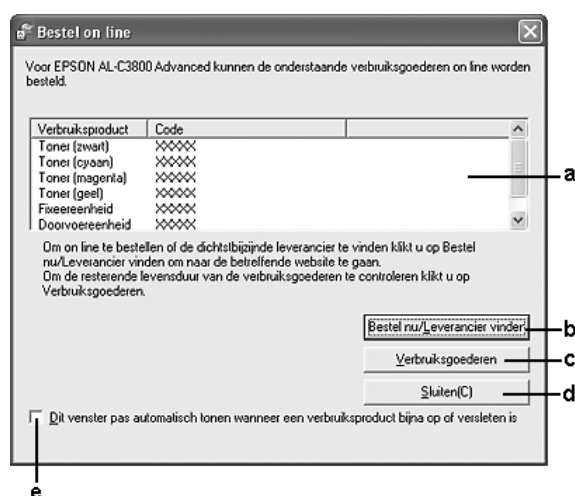 Bestel on line
Voor EPSON AL-C3800 Advanced kunnen de onderstaande verbruiksgoederen on line worden
besteld.
Verbruiksproduct Code
Toner (zwart) XXXXX
Toner (cyaan) XXXXX
Toner (magenta) XXXXX
Toner (geel) XXXXX
Fixeereenheid XXXXX
Doorvoereenheid XXXXX
a
Om on line te bestellen of de dichtstbijzijnde leverancier te vinden klikt u op Bestel
nu/Leverancier vinden om naar de betreffende website te gaan.
Om de resterende levensduur van de verbruiksgoederen te controleren klikt u op
Verbruiksgoederen.
Bestel nu/Leverancier vinder
b
Verbruiksgoederen
c
Sluiten(C)
d
Dit venster pas automatisch tonen wanneer een verbruiksproduct bijna op of versleten is
e